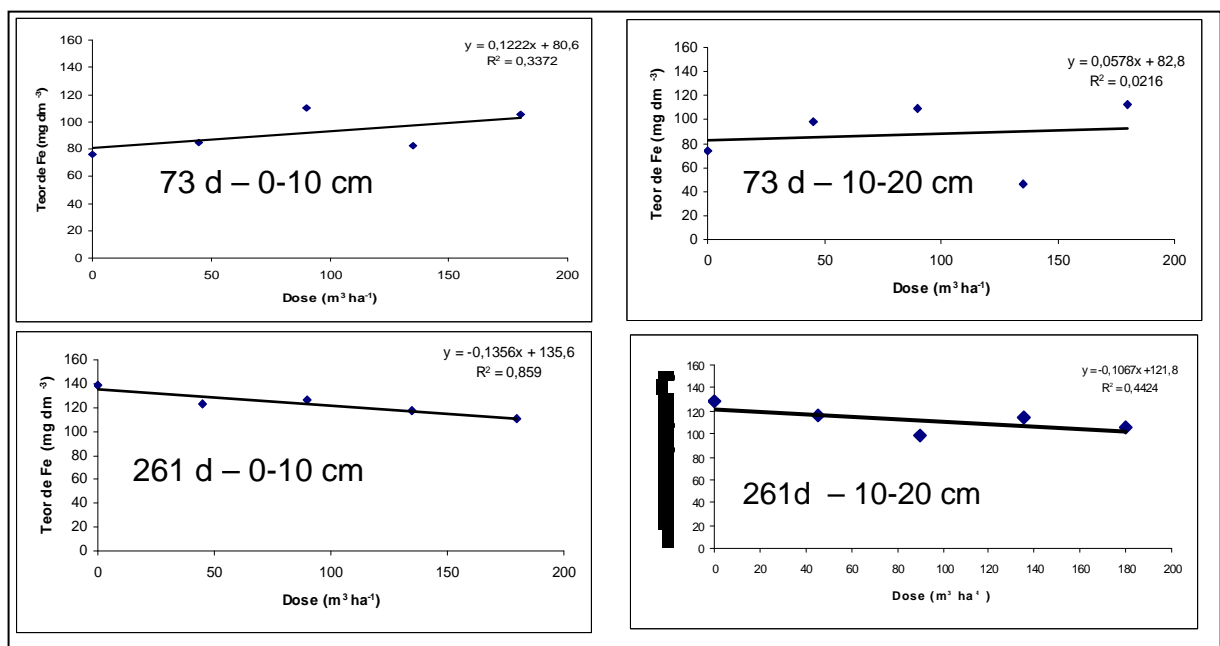 y = 0,1222x + 80,6
R² = 0,3372
160
140
120
100
80
60
40
20
0
0 50 100 150 200
Teor de Fe (mg dm -3)
Dose (m³ ha-1)
73 d – 0-10 cm
y = 0,0578x + 82,8
R² = 0,0216
160
140
120
100
80
60
40
20
0
0 50 100 150 200
Teor de Fe (mg dm -3)
Dose (m³ ha-1)
73 d – 10-20 cm
y = -0,1356x + 135,6
R² = 0,859
160
140
120
100
80
60
40
20
0
0 50 100 150 200
Teor de Fe (mg dm -3)
Dose (m³ ha-1)
261 d – 0-10 cm
y = -0,1067x +121,8
R² = 0,4424
160
140
120
100
80
60
40
20
0
0 20 40 60 80 100 120 140 160 180 200
Dose (m³ ha
261d – 10-20 cm